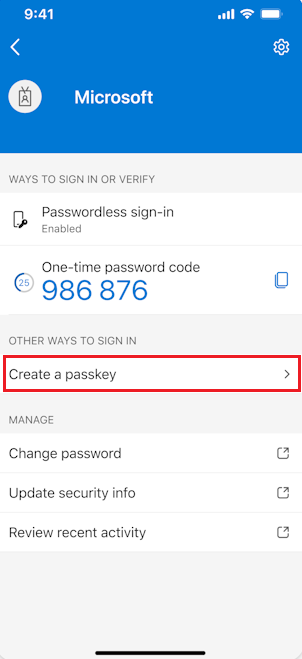 9:41
Microsoft
WAYS TO SIGN IN OR VERIFY
Passwordless sign-in
Enabled
One-time password code
25
986 876
OTHER WAYS TO SIGN IN
Create a passkey
MANAGE
Change password
Update security info
Review recent activity